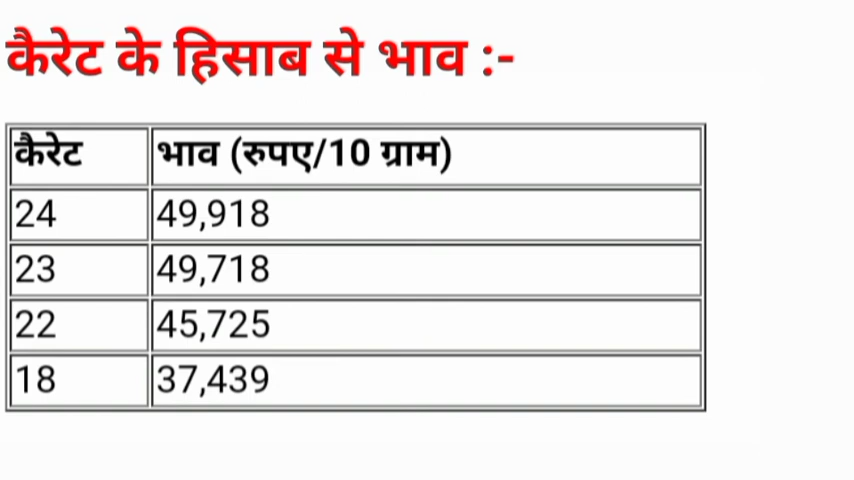 कैरेट के हिसाब से भाव :-
कैरेट भाव (रुपए/10 ग्राम)
24 49,918
23 49,718
22 45,725
18 37,439